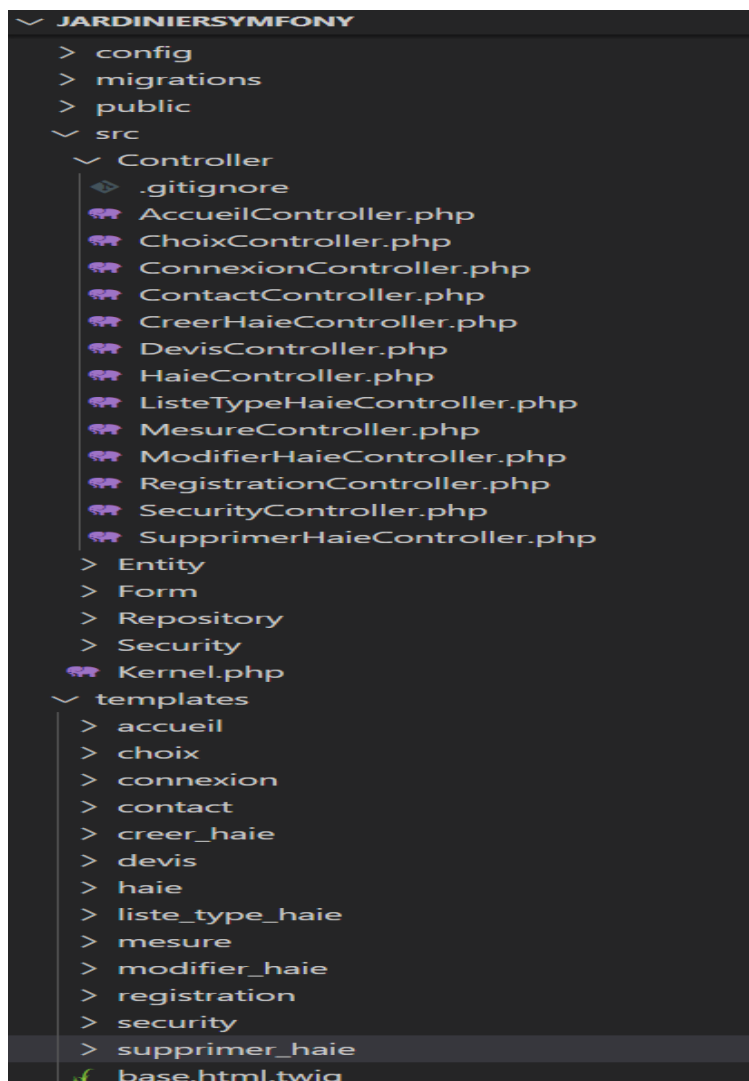 JARDINIERSYMFONY
config
migrations
public
src
Controller
.gitignore
AccueilController.php
ChoixController.php
ConnexionController.php
ContactController.php
CreerHaieController.php
DevisController.php
HaieController.php
ListeTypeHaieController.php
MesureController.php
ModifierHaieController.php
RegistrationController.php
SecurityController.php
SupprimerHaieController.php
Entity
Form
Repository
Security
Kernel.php
templates
accueil
choix
connexion
contact
creer_haie
devis
haie
liste_type_haie
mesure
modifier_haie
registration
security
supprimer_haie
base.html.twig